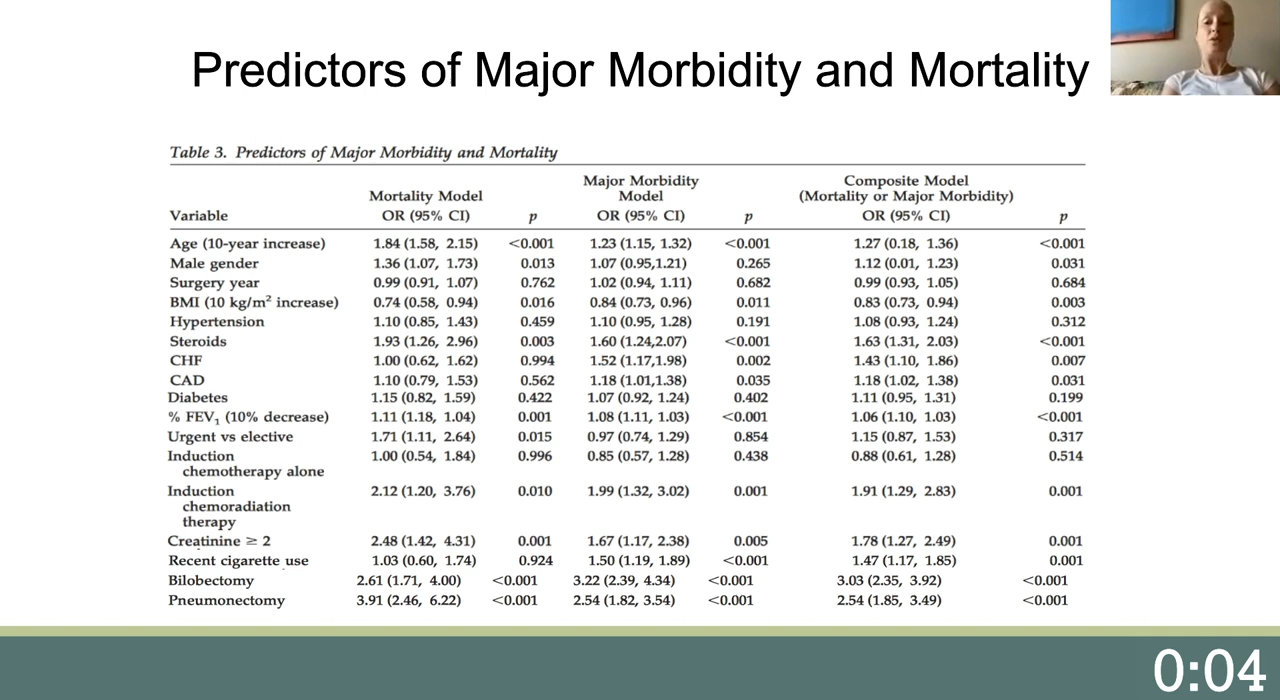 Predictors of Major Morbidity and Mortality
Table 3. Predictors of Major Morbidity and Mortality
Major Morbidity Composite Model
Mortality Model Model (Mortality or Major Morbidity)
Variable OR (95% CI) p OR (95% CI) p OR (95% CI) p
Age (10-year increase) 1.84 (1.58, 2.15) <0.001 1.23 (1.15, 1.32) <0.001 1.27 (0.18, 1.36) <0.001
Male gender 1.36 (1.07, 1.73) 0.013 1.07 (0.95,1.21) 0.265 1.12 (0.01, 1.23) 0.031
Surgery year 0.99 (0.91, 1.07) 0.762 1.02 (0.94, 1.11) 0.682 0.99 (0.93, 1.05) 0.684
BMI (10 kg/m² increase) 0.74 (0.58, 0.94) 0.016 0.84 (0.73, 0.96) 0.011 0.83 (0.73, 0.94) 0.003
Hypertension 1.10 (0.85, 1.43) 0.459 1.10 (0.95, 1.28) 0.191 1.08 (0.93, 1.24) 0.312
Steroids 1.93 (1.26, 2.96) 0.003 1.60 (1.24,2.07) <0.001 1.63 (1.31, 2.03) <0.001
CHF 1.00 (0.62, 1.62) 0.994 1.52 (1.17,1.98) 0.002 1.43 (1.10, 1.86) 0.007
CAD 1.10 (0.79, 1.53) 0.562 1.18 (1.01,1.38) 0.035 1.18 (1.02, 1.38) 0.031
Diabetes 1.15 (0.82, 1.59) 0.422 1.07 (0.92, 1.24) 0.402 1.11 (0.95, 1.31) 0.199
% FEV₁ (10% decrease) 1.11 (1.18, 1.04) 0.001 1.08 (1.11, 1.03) <0.001 1.06 (1.10, 1.03) <0.001
Urgent vs elective 1.71 (1.11, 2.64) 0.015 0.97 (0.74, 1.29) 0.854 1.15 (0.87, 1.53) 0.317
Induction 1.00 (0.54, 1.84) 0.996 0.85 (0.57, 1.28) 0.438 0.88 (0.61, 1.28) 0.514
chemotherapy alone
Induction 2.12 (1.20, 3.76) 0.010 1.99 (1.32, 3.02) 0.001 1.91 (1.29, 2.83) 0.001
chemoradiation
therapy
Creatinine ≥ 2 2.48 (1.42, 4.31) 0.001 1.67 (1.17, 2.38) 0.005 1.78 (1.27, 2.49) 0.001
Recent cigarette use 1.03 (0.60, 1.74) 0.924 1.50 (1.19, 1.89) <0.001 1.47 (1.17, 1.85) 0.001
Bilobectomy 2.61 (1.71, 4.00) <0.001 3.22 (2.39, 4.34) <0.001 3.03 (2.35, 3.92) <0.001
Pneumonectomy 3.91 (2.46, 6.22) <0.001 2.54 (1.82, 3.54) <0.001 2.54 (1.85, 3.49) <0.001
0:04